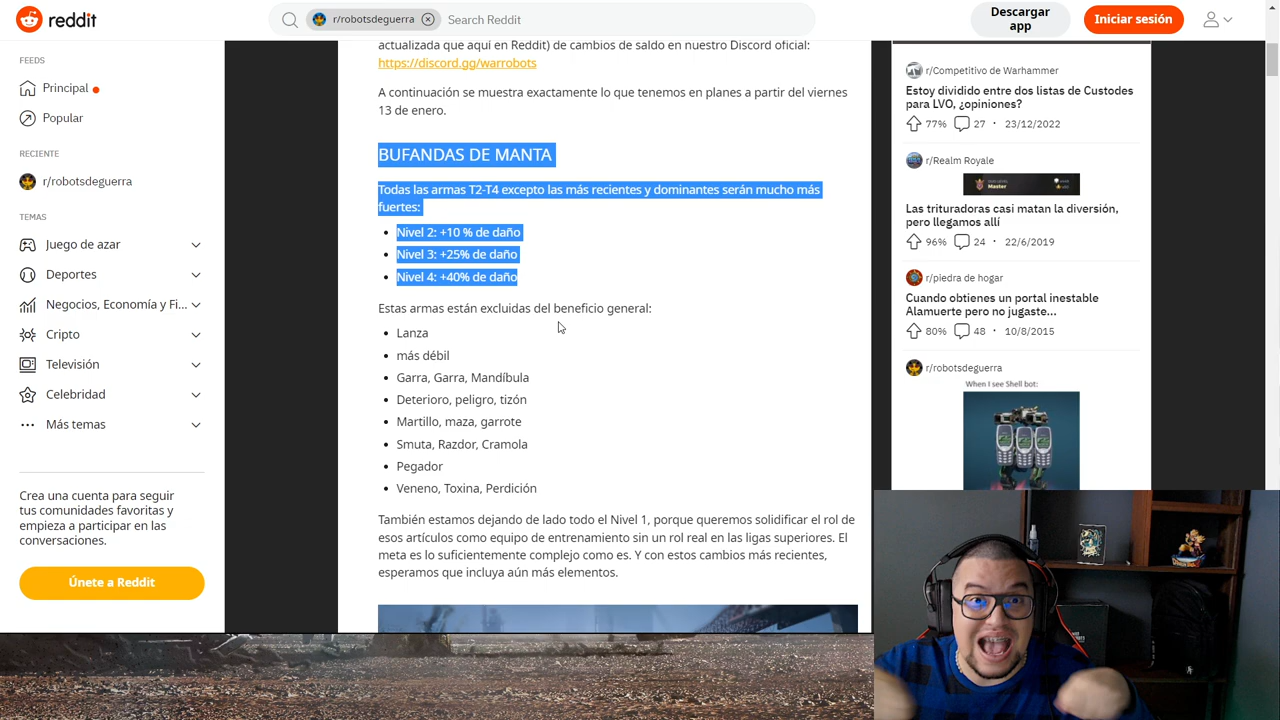 reddit
r/robotsdeguerra
Search Reddit
Descargar
app
Iniciar sesión
FEEDS
Principal
Popular
RECIENTE
r/robotsdeguerra
TEMAS
Juego de azar
Deportes
Negocios, Economía y Fi...
Cripto
Televisión
Celebridad
Más temas
Crea una cuenta para seguir
tus comunidades favoritas y
empieza a participar en las
conversaciones.
Únete a Reddit
actualizada que aquí en Reddit) de cambios de saldo en nuestro Discord oficial:
https://discord.gg/warrobots
A continuación se muestra exactamente lo que tenemos en planes a partir del viernes
13 de enero.
BUFANDAS DE MANTA
Todas las armas T2-T4 excepto las más recientes y dominantes serán mucho más
fuertes:
Nivel 2: +10 % de daño
Nivel 3: +25% de daño
Nivel 4: +40% de daño
Estas armas están excluidas del beneficio general:
Lanza
más débil
Garra, Garra, Mandíbula
Deterioro, peligro, tizón
Martillo, maza, garrote
Smuta, Razdor, Cramola
Pegador
Veneno, Toxina, Perdición
También estamos dejando de lado todo el Nivel 1, porque queremos solidificar el rol de
esos artículos como equipo de entrenamiento sin un rol real en las ligas superiores. El
meta es lo suficientemente complejo como es. Y con estos cambios más recientes,
esperamos que incluya aún más elementos.
r/Competitivo de Warhammer
Estoy dividido entre dos listas de Custodes
para LVO, ¿opiniones?
77% 27 · 23/12/2022
r/Realm Royale
Master
Las trituradoras casi matan la diversión,
pero llegamos allí
96% 24 · 22/6/2019
r/piedra de hogar
Cuando obtienes un portal inestable
Alamuerte pero no jugaste...
80% 48 · 10/8/2015
r/robotsdeguerra
When I see Shell bot: